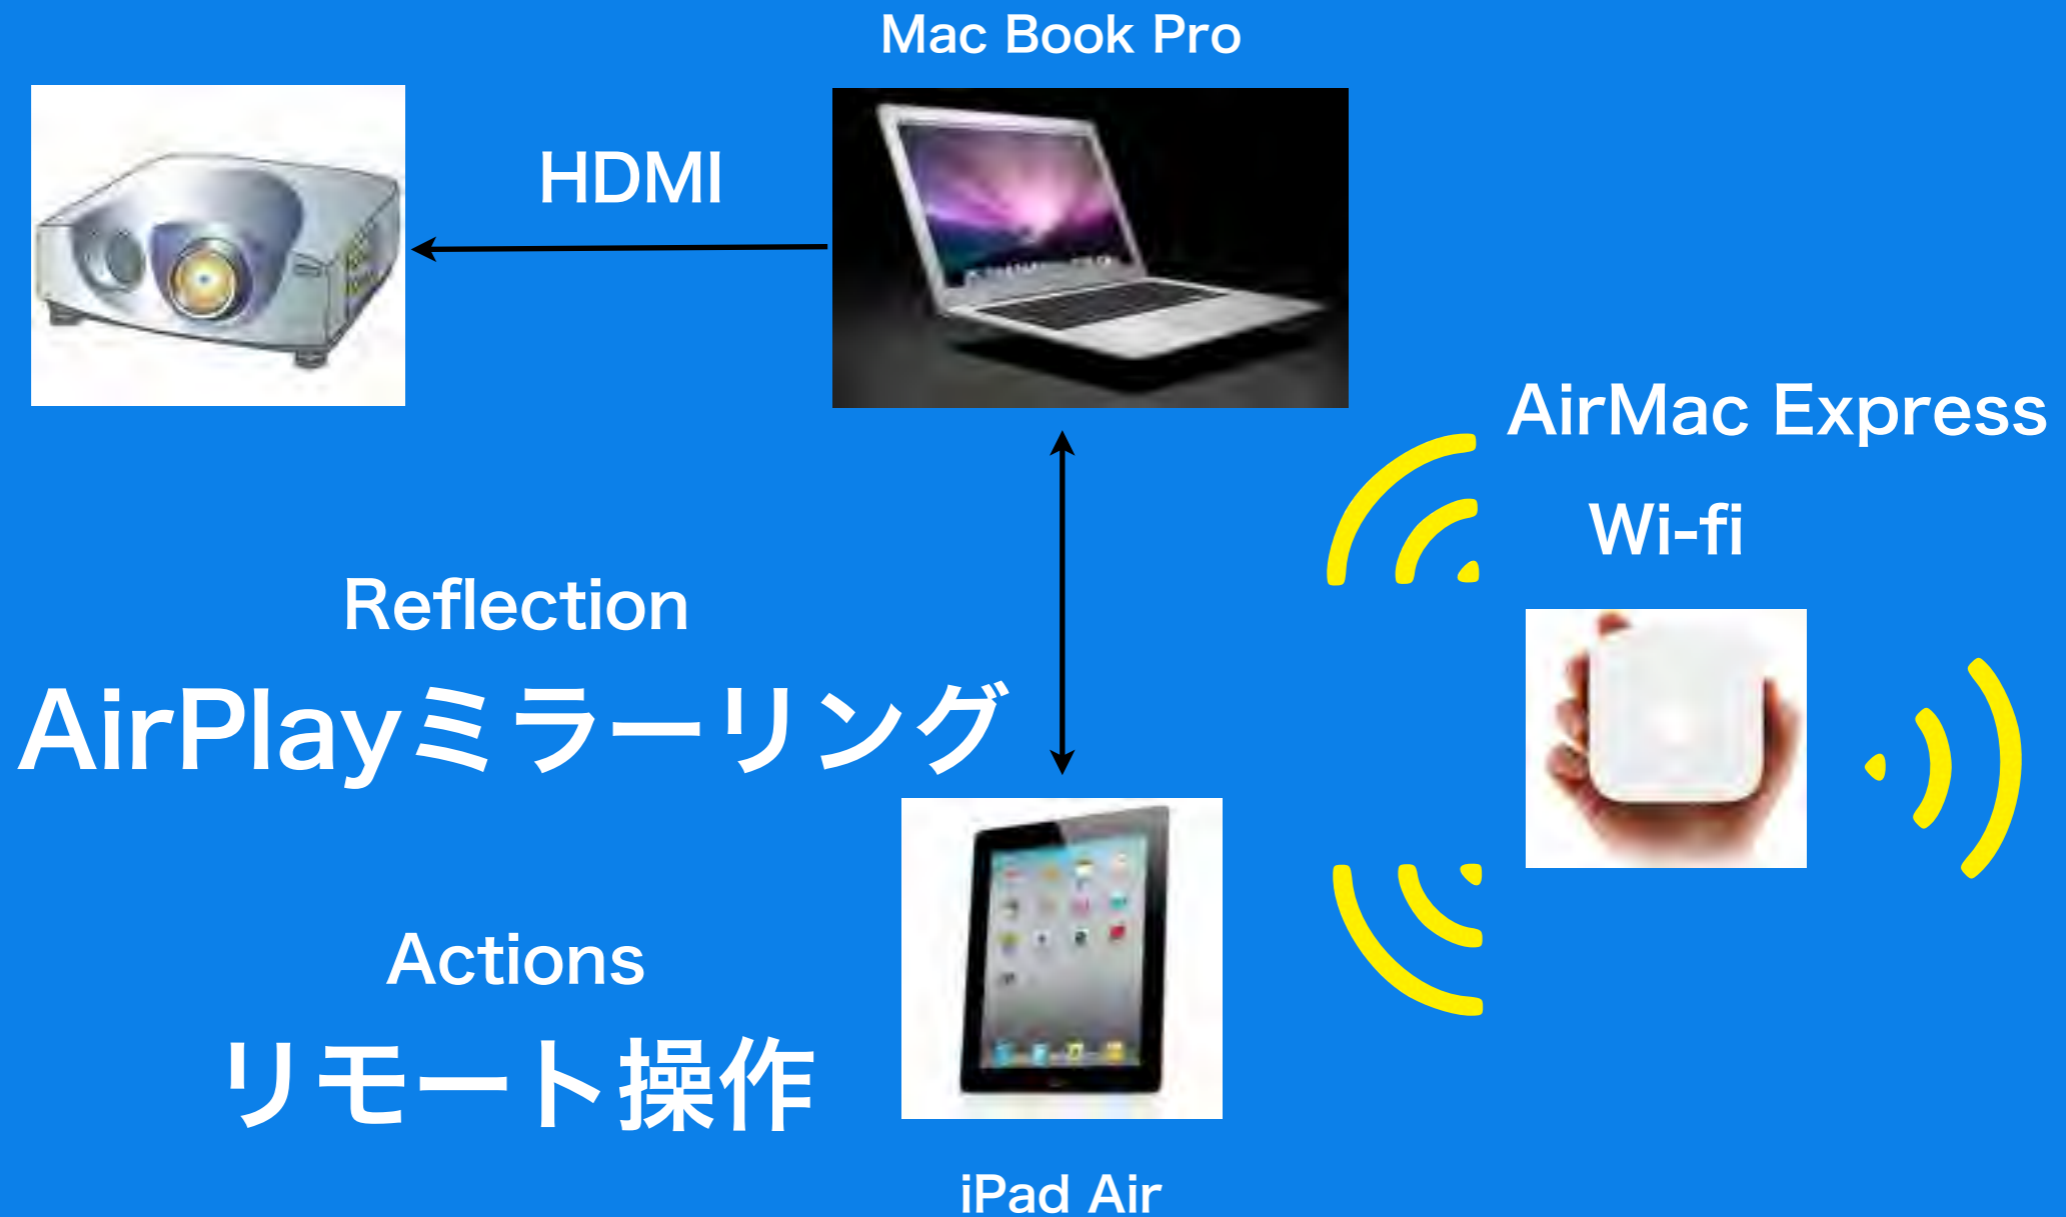 Mac Book Pro
HDMI
AirMac Express
Wi-fi
Reflection
AirPlayミラーリング
Actions
リモート操作
iPad Air